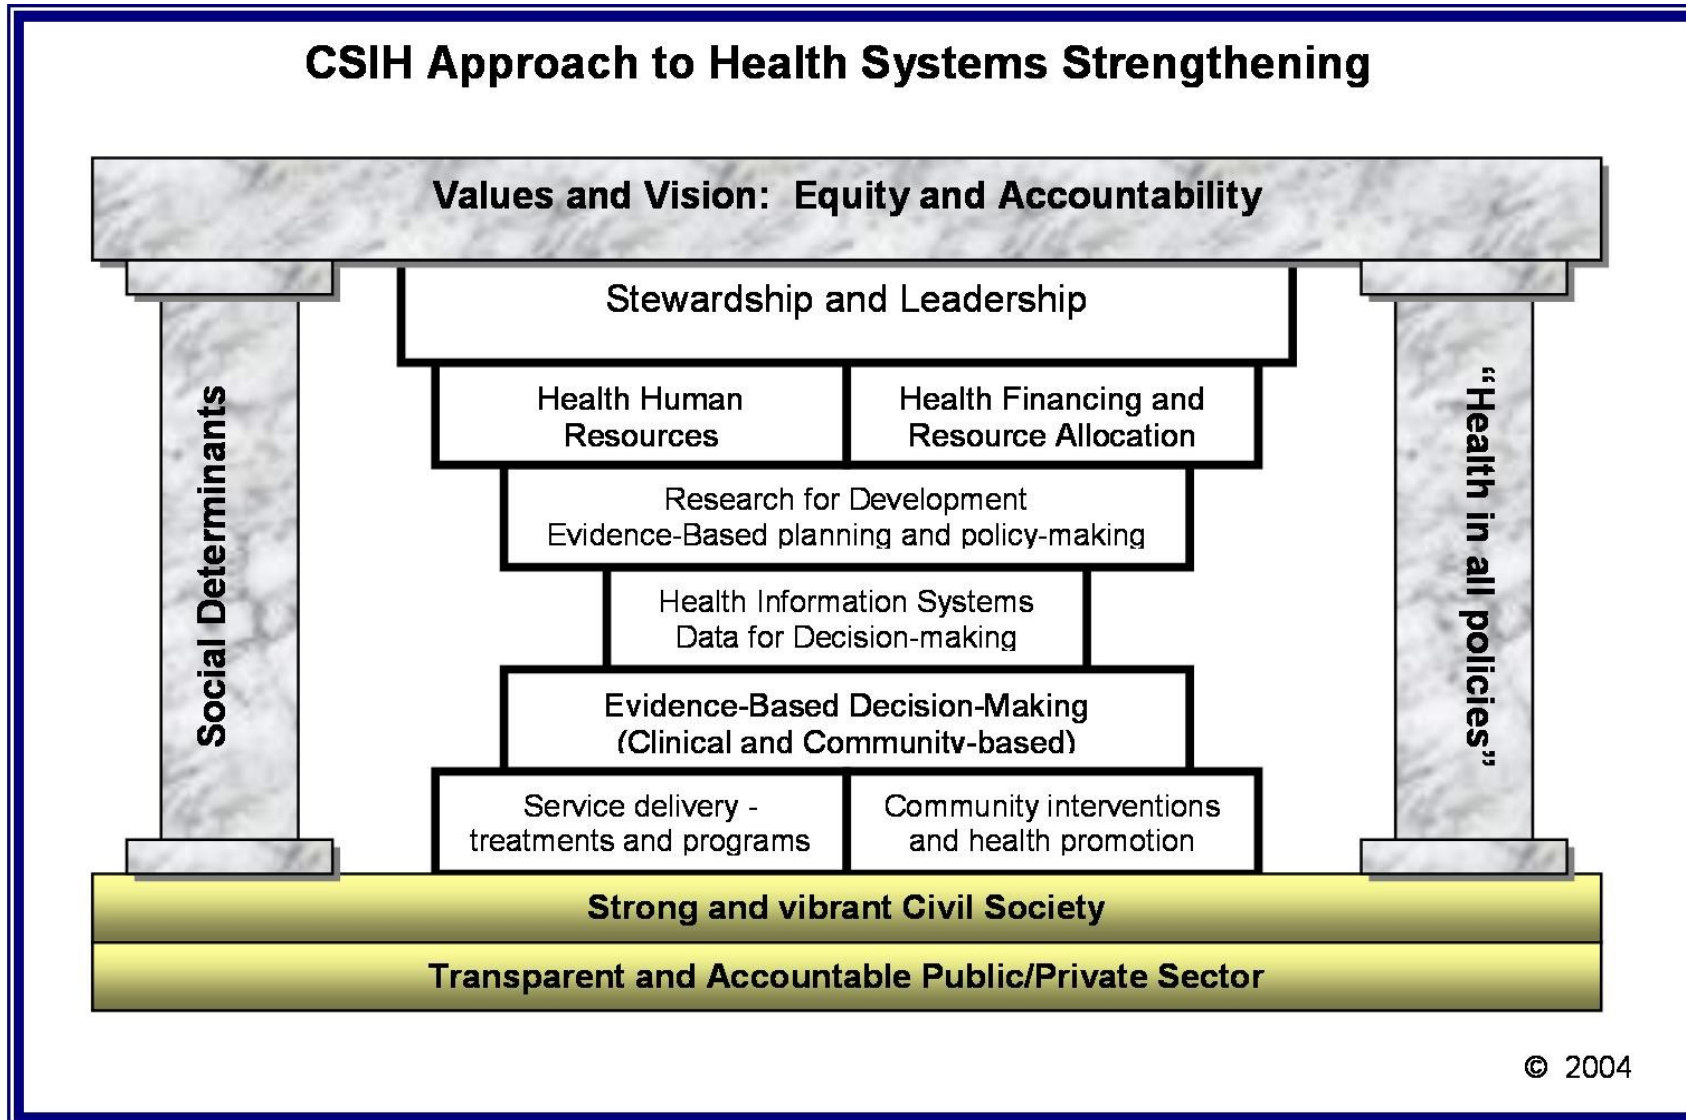 CSIH Approach to Health Systems Strengthening
Values and Vision:  Equity and Accountability
Stewardship and Leadership
Social Determinants
Health Human
Resources
Health Financing and
Resource Allocation
Research for Development
Evidence-Based planning and policy-making
Health Information Systems
Data for Decision-making
Evidence-Based Decision-Making
(Clinical and Community-based)
Service delivery -
treatments and programs
Community interventions
and health promotion
“Health in all policies”
Strong and vibrant Civil Society
Transparent and Accountable Public/Private Sector
© 2004